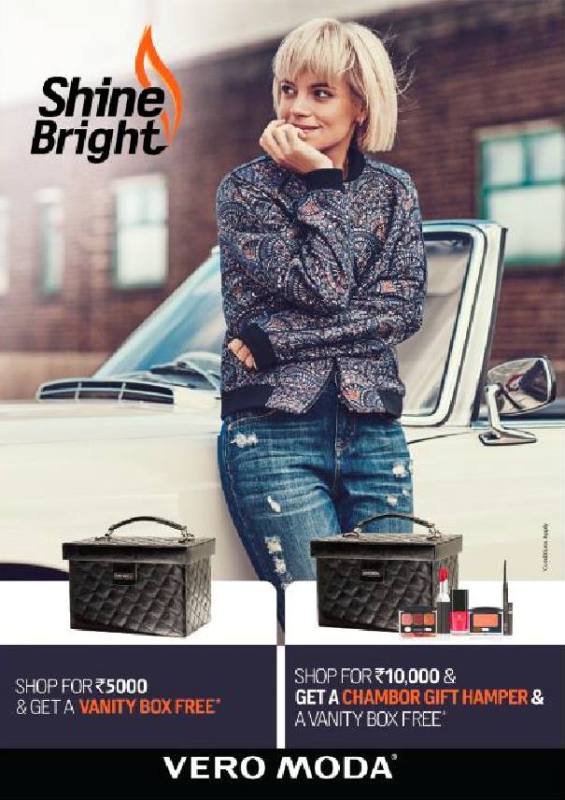 Shine
Bright
*Conditions Apply
SHOP FOR ₹5000
& GET A VANITY BOX FREE*
SHOP FOR ₹10,000 &
GET A CHAMBOR GIFT HAMPER &
A VANITY BOX FREE*
VERO MODA®